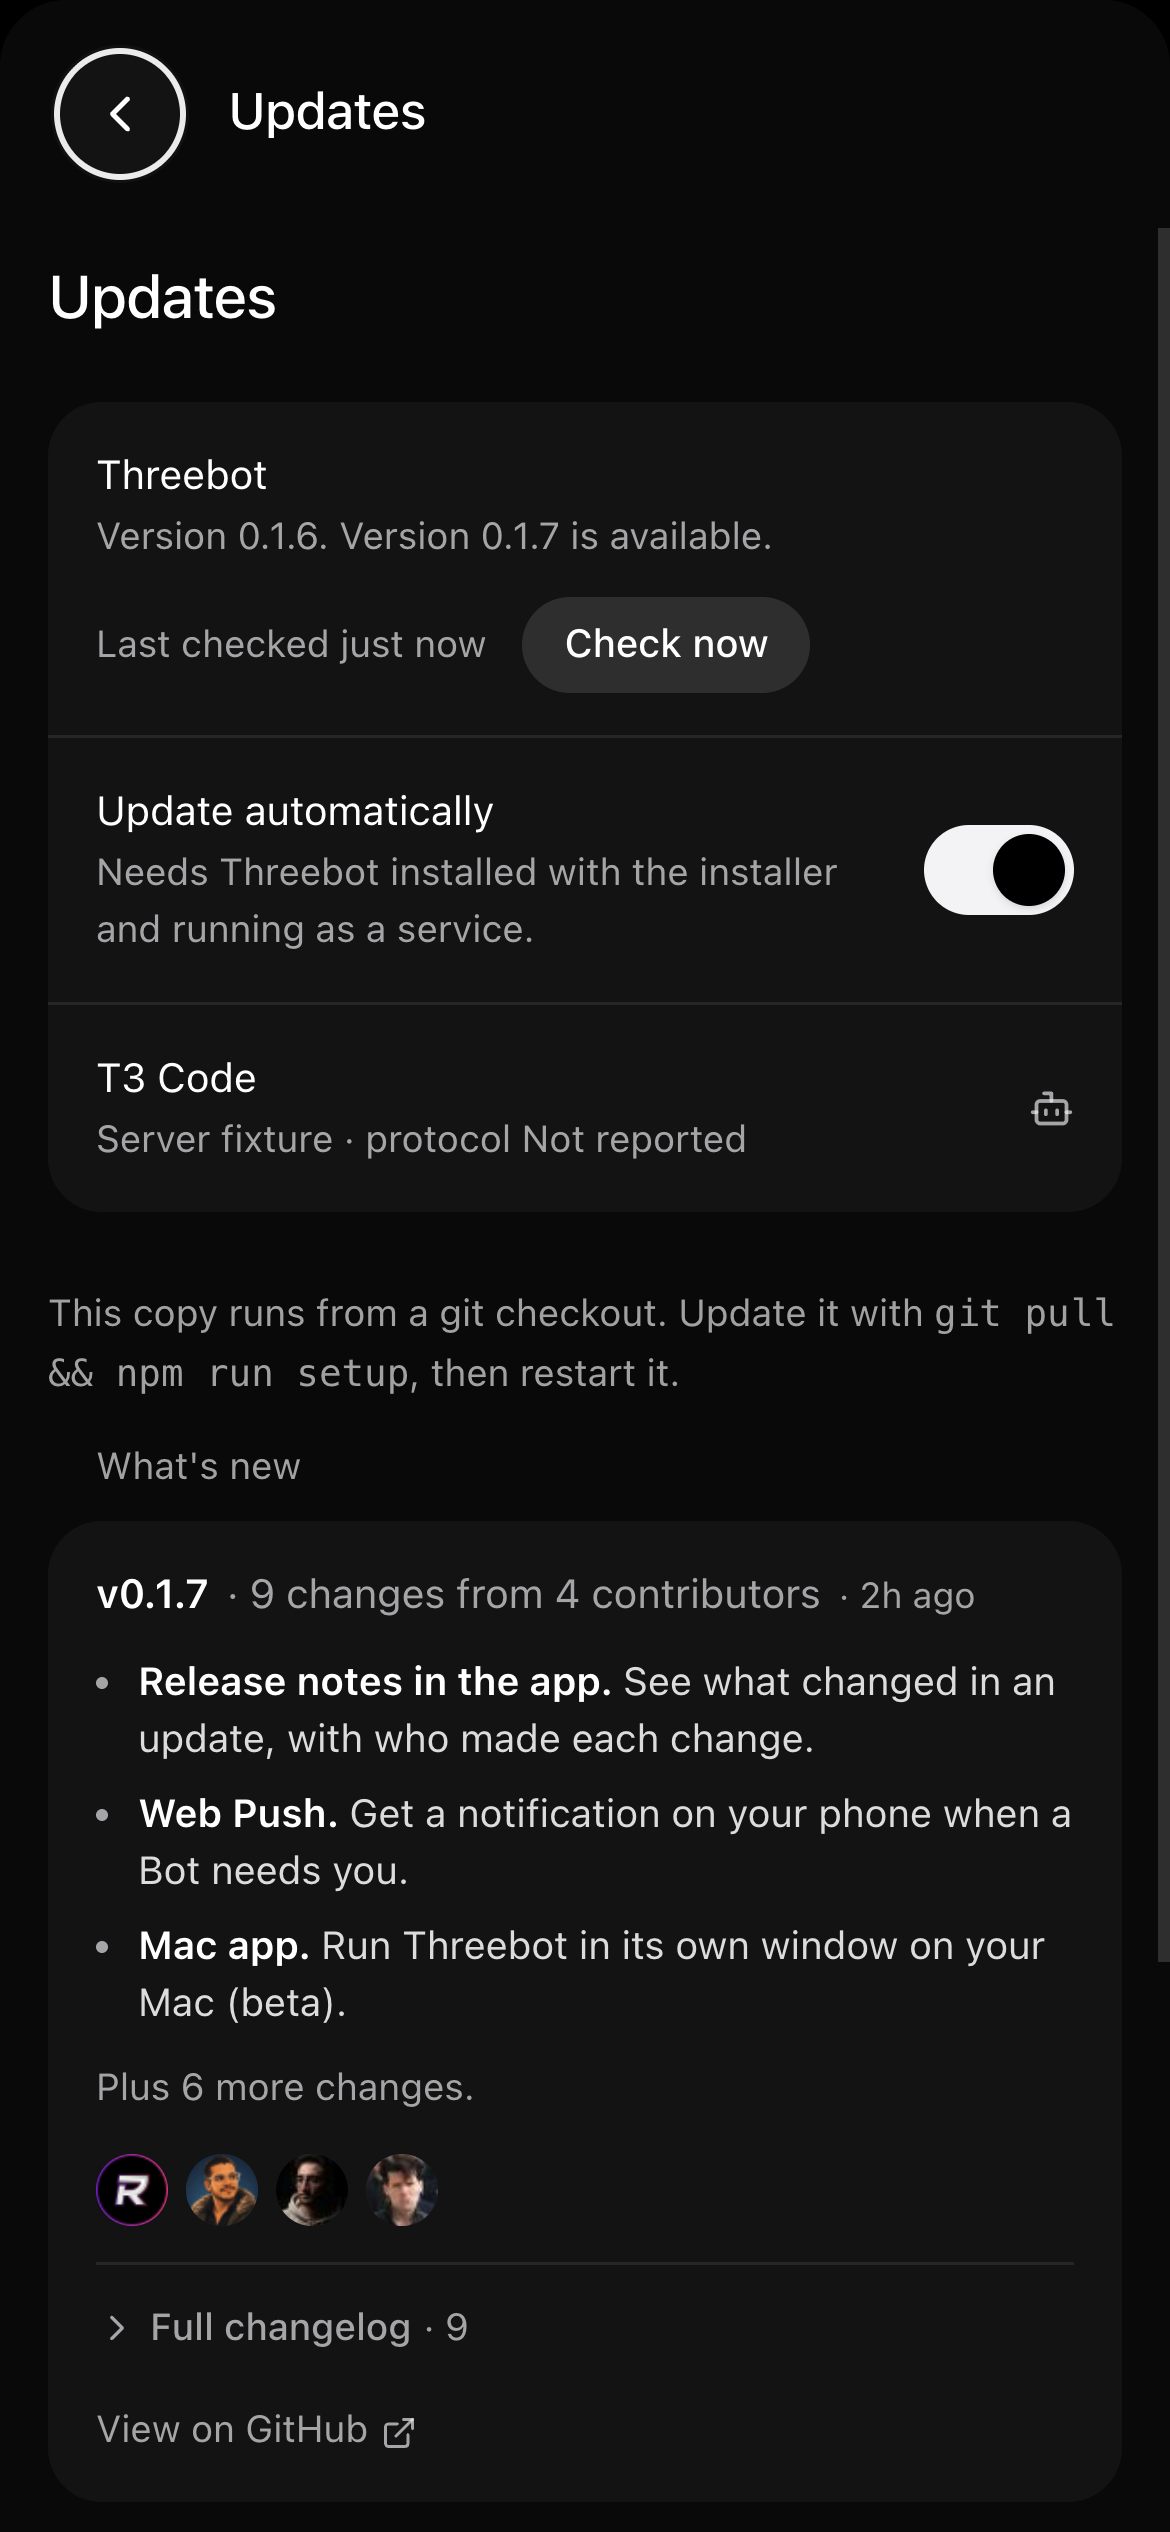 Updates
Updates
Threebot
Version 0.1.6. Version 0.1.7 is available.
Last checked just now
Check now
Update automatically
Needs Threebot installed with the installer
and running as a service.
T3 Code
Server fixture · protocol Not reported
This copy runs from a git checkout. Update it with git pull
&& npm run setup, then restart it.
What's new
v0.1.7 · 9 changes from 4 contributors · 2h ago
• Release notes in the app. See what changed in an
update, with who made each change.
• Web Push. Get a notification on your phone when a
Bot needs you.
• Mac app. Run Threebot in its own window on your
Mac (beta).
Plus 6 more changes.
R
Full changelog · 9
View on GitHub